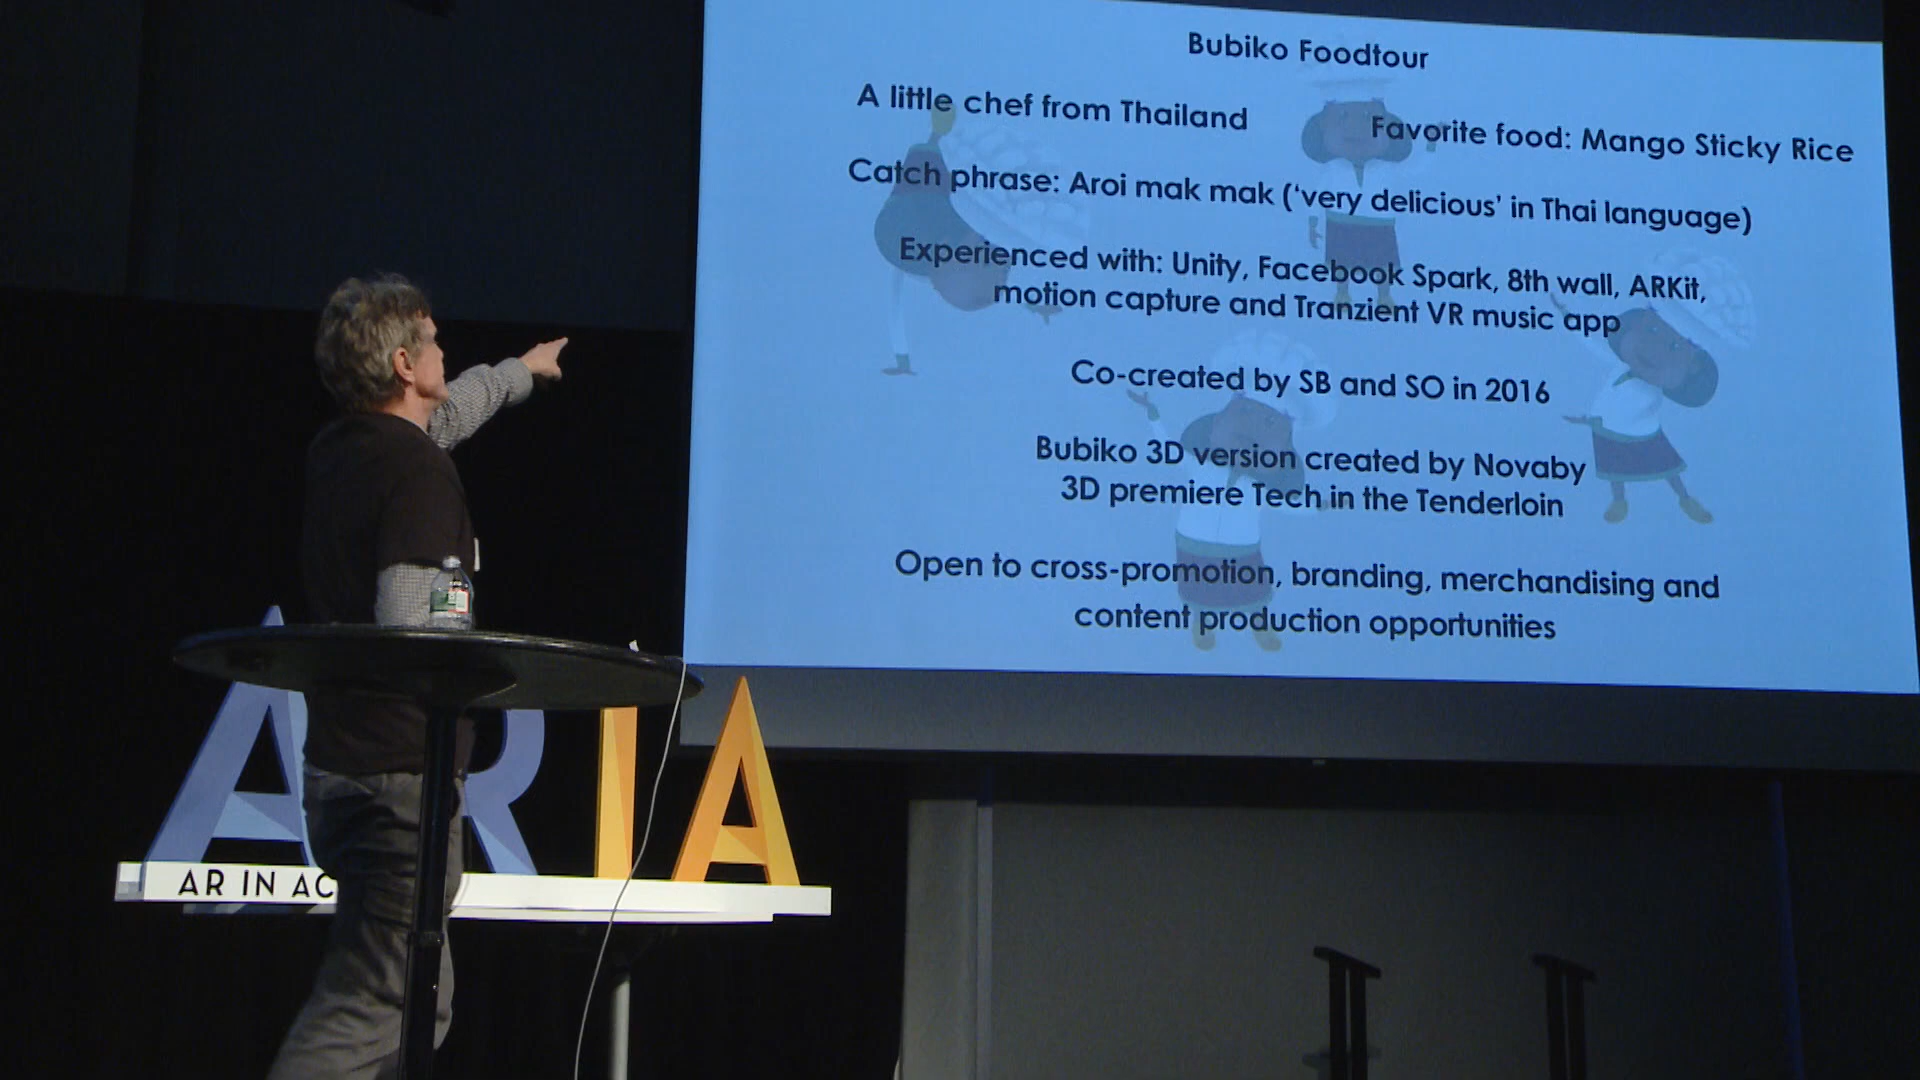 Bubiko Foodtour
A little chef from Thailand
Favorite food: Mango Sticky Rice
Catch phrase: Aroi mak mak ('very delicious' in Thai language)
Experienced with: Unity, Facebook Spark, 8th wall, ARKit,
motion capture and Tranzient VR music app
Co-created by SB and SO in 2016
Bubiko 3D version created by Novaby
3D premiere Tech in the Tenderloin
Open to cross-promotion, branding, merchandising and
content production opportunities
ARIA
AR IN AC